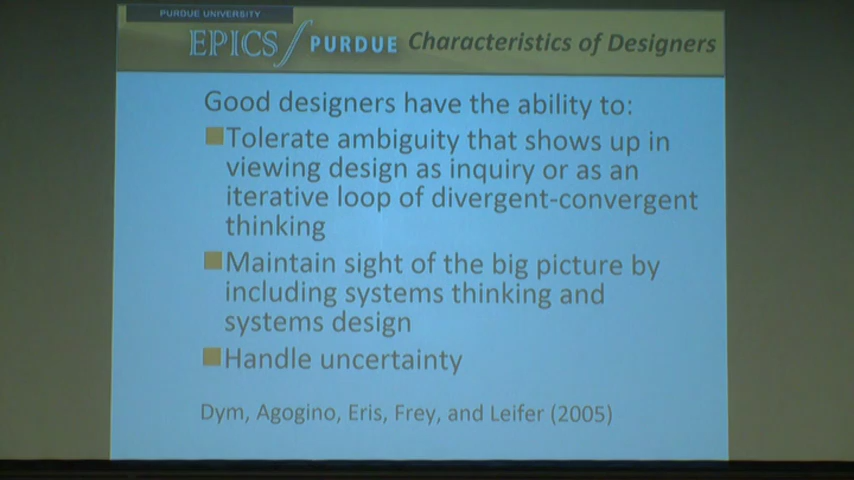 PURDUE UNIVERSITY
EPICS PURDUE Characteristics of Designers
Good designers have the ability to:
Tolerate ambiguity that shows up in
viewing design as inquiry or as an
iterative loop of divergent-convergent
thinking
Maintain sight of the big picture by
including systems thinking and
systems design
Handle uncertainty
Dym, Agogino, Eris, Frey, and Leifer (2005)